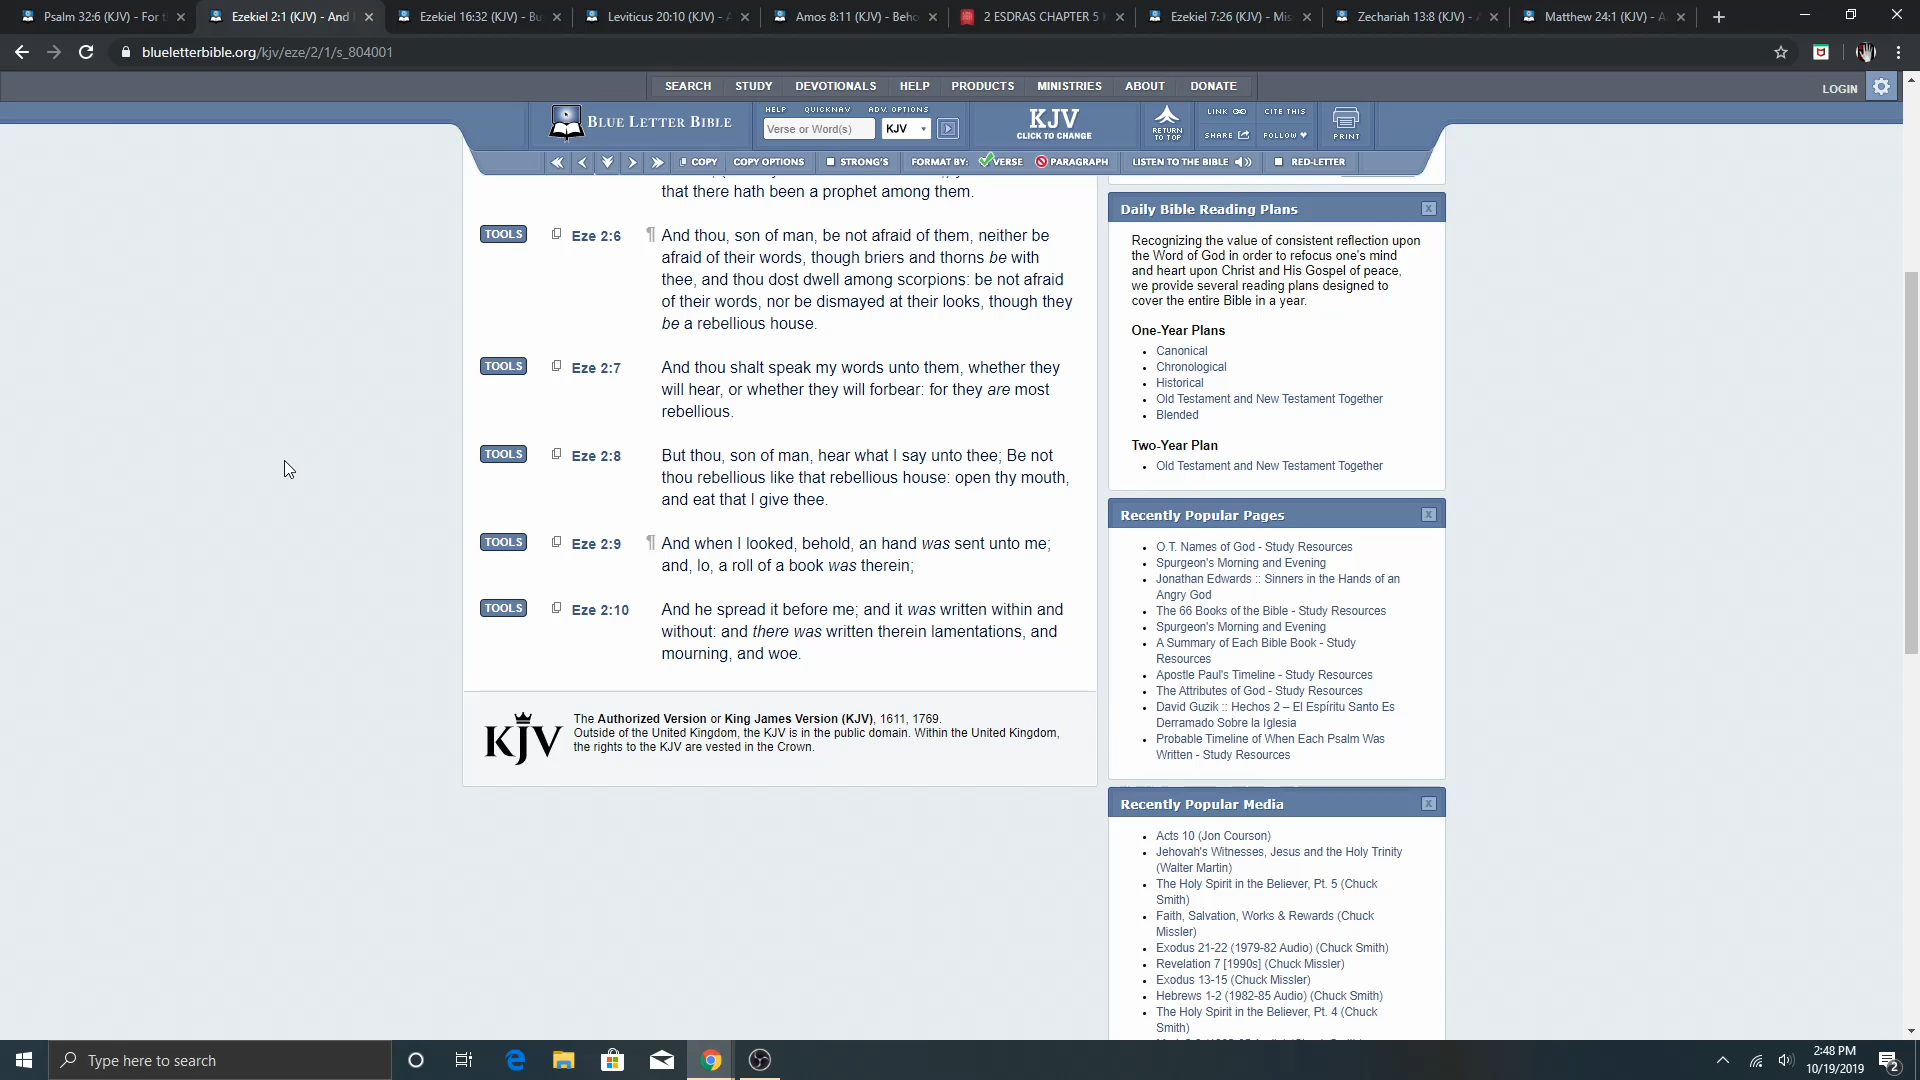 Psalm 32:6 (KJV) - For t
Ezekiel 2:1 (KJV) - And
Ezekiel 16:32 (KJV) - Bu
Leviticus 20:10 (KJV) - A
Amos 8:11 (KJV) - Beho
2 ESDRAS CHAPTER 5
Ezekiel 7:26 (KJV) - Mis
Zechariah 13:8 (KJV) -
Matthew 24:1 (KJV) - A
blueletterbible.org/kjv/eze/2/1/s_804001
SEARCH STUDY DEVOTIONALS HELP PRODUCTS MINISTRIES ABOUT DONATE
LOGIN
BLUE LETTER BIBLE
HELP QUICKNAV ADV. OPTIONS
Verse or Word(s) KJV
KJV
CLICK TO CHANGE
RETURN
TO TOP
LINK CITE THIS
SHARE FOLLOW
PRINT
COPY COPY OPTIONS STRONG'S FORMAT BY: VERSE PARAGRAPH LISTEN TO THE BIBLE RED-LETTER
that there hath been a prophet among them.
TOOLS Eze 2:6 ¶ And thou, son of man, be not afraid of them, neither be
afraid of their words, though briers and thorns be with
thee, and thou dost dwell among scorpions: be not afraid
of their words, nor be dismayed at their looks, though they
be a rebellious house.
TOOLS Eze 2:7 And thou shalt speak my words unto them, whether they
will hear, or whether they will forbear: for they are most
rebellious.
TOOLS Eze 2:8 But thou, son of man, hear what I say unto thee; Be not
thou rebellious like that rebellious house: open thy mouth,
and eat that I give thee.
TOOLS Eze 2:9 ¶ And when I looked, behold, an hand was sent unto me;
and, lo, a roll of a book was therein;
TOOLS Eze 2:10 And he spread it before me; and it was written within and
without: and there was written therein lamentations, and
mourning, and woe.
KJV
The Authorized Version or King James Version (KJV), 1611, 1769.
Outside of the United Kingdom, the KJV is in the public domain. Within the United Kingdom,
the rights to the KJV are vested in the Crown.
Daily Bible Reading Plans
Recognizing the value of consistent reflection upon
the Word of God in order to refocus one's mind
and heart upon Christ and His Gospel of peace,
we provide several reading plans designed to
cover the entire Bible in a year.
One-Year Plans
Canonical
Chronological
Historical
Old Testament and New Testament Together
Blended
Two-Year Plan
Old Testament and New Testament Together
Recently Popular Pages
O.T. Names of God - Study Resources
Spurgeon's Morning and Evening
Jonathan Edwards :: Sinners in the Hands of an
Angry God
The 66 Books of the Bible - Study Resources
Spurgeon's Morning and Evening
A Summary of Each Bible Book - Study
Resources
Apostle Paul's Timeline - Study Resources
The Attributes of God - Study Resources
David Guzik :: Hechos 2 – El Espíritu Santo Es
Derramado Sobre la Iglesia
Probable Timeline of When Each Psalm Was
Written - Study Resources
Recently Popular Media
Acts 10 (Jon Courson)
Jehovah's Witnesses, Jesus and the Holy Trinity
(Walter Martin)
The Holy Spirit in the Believer, Pt. 5 (Chuck
Smith)
Faith, Salvation, Works & Rewards (Chuck
Missler)
Exodus 21-22 (1979-82 Audio) (Chuck Smith)
Revelation 7 [1990s] (Chuck Missler)
Exodus 13-15 (Chuck Missler)
Hebrews 1-2 (1982-85 Audio) (Chuck Smith)
The Holy Spirit in the Believer, Pt. 4 (Chuck
Smith)
Type here to search
2:48 PM
10/19/2019
2